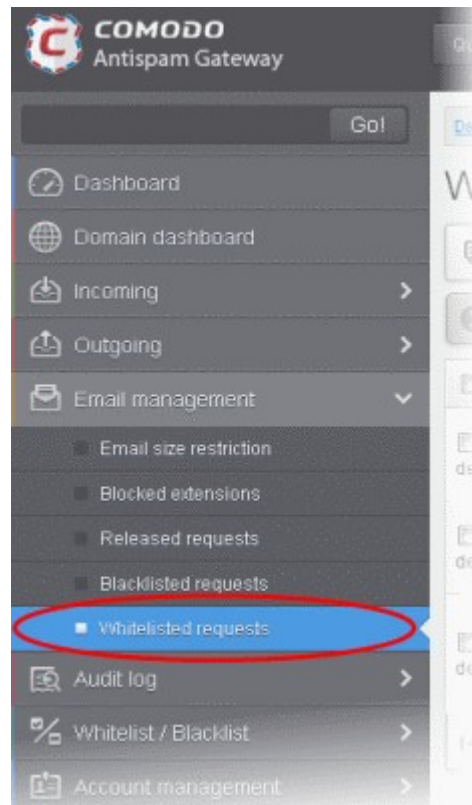 COMODO
Antispam Gateway
Go!
Dashboard
Domain dashboard
Incoming
Outgoing
Email management
Email size restriction
Blocked extensions
Released requests
Blacklisted requests
Whitelisted requests
Audit log
Whitelist / Blacklist
Account management